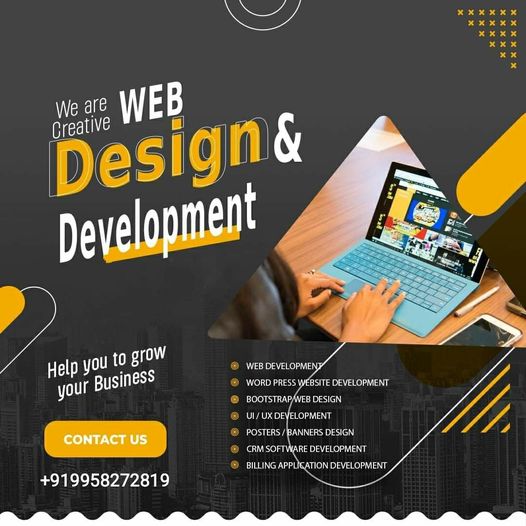 We are
Creative WEB
Design &
Development
Help you to grow
your Business
CONTACT US
+919958272819
WEB DEVELOPMENT
WORD PRESS WEBSITE DEVELOPMENT
BOOTSTRAP WEB DESIGN
UI / UX DEVELOPMENT
POSTERS / BANNERS DESIGN
CRM SOFTWARE DEVELOPMENT
BILLING APPLICATION DEVELOPMENT